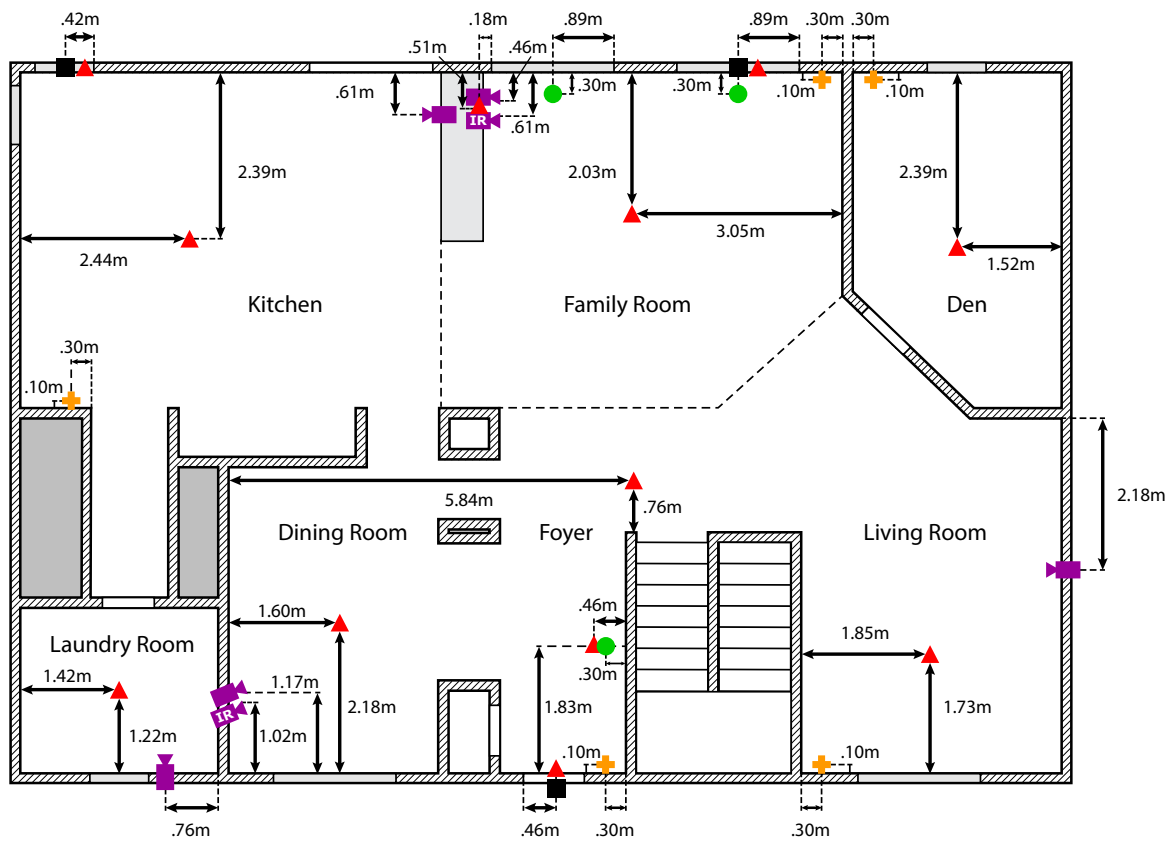 .42m
.18m
.89m
.89m
.30m
.30m
.51m
.46m
.61m
.30m
.30m
.10m
.10m
IR
.61m
2.39m
2.03m
2.39m
2.44m
3.05m
1.52m
Kitchen
Family Room
Den
.30m
.10m
5.84m
.76m
2.18m
Dining Room
Foyer
Living Room
1.60m
.46m
Laundry Room
1.85m
1.42m
.30m
1.17m
IR
2.18m
1.83m
1.73m
1.22m
1.02m
.10m
.10m
.76m
.46m
.30m
.30m